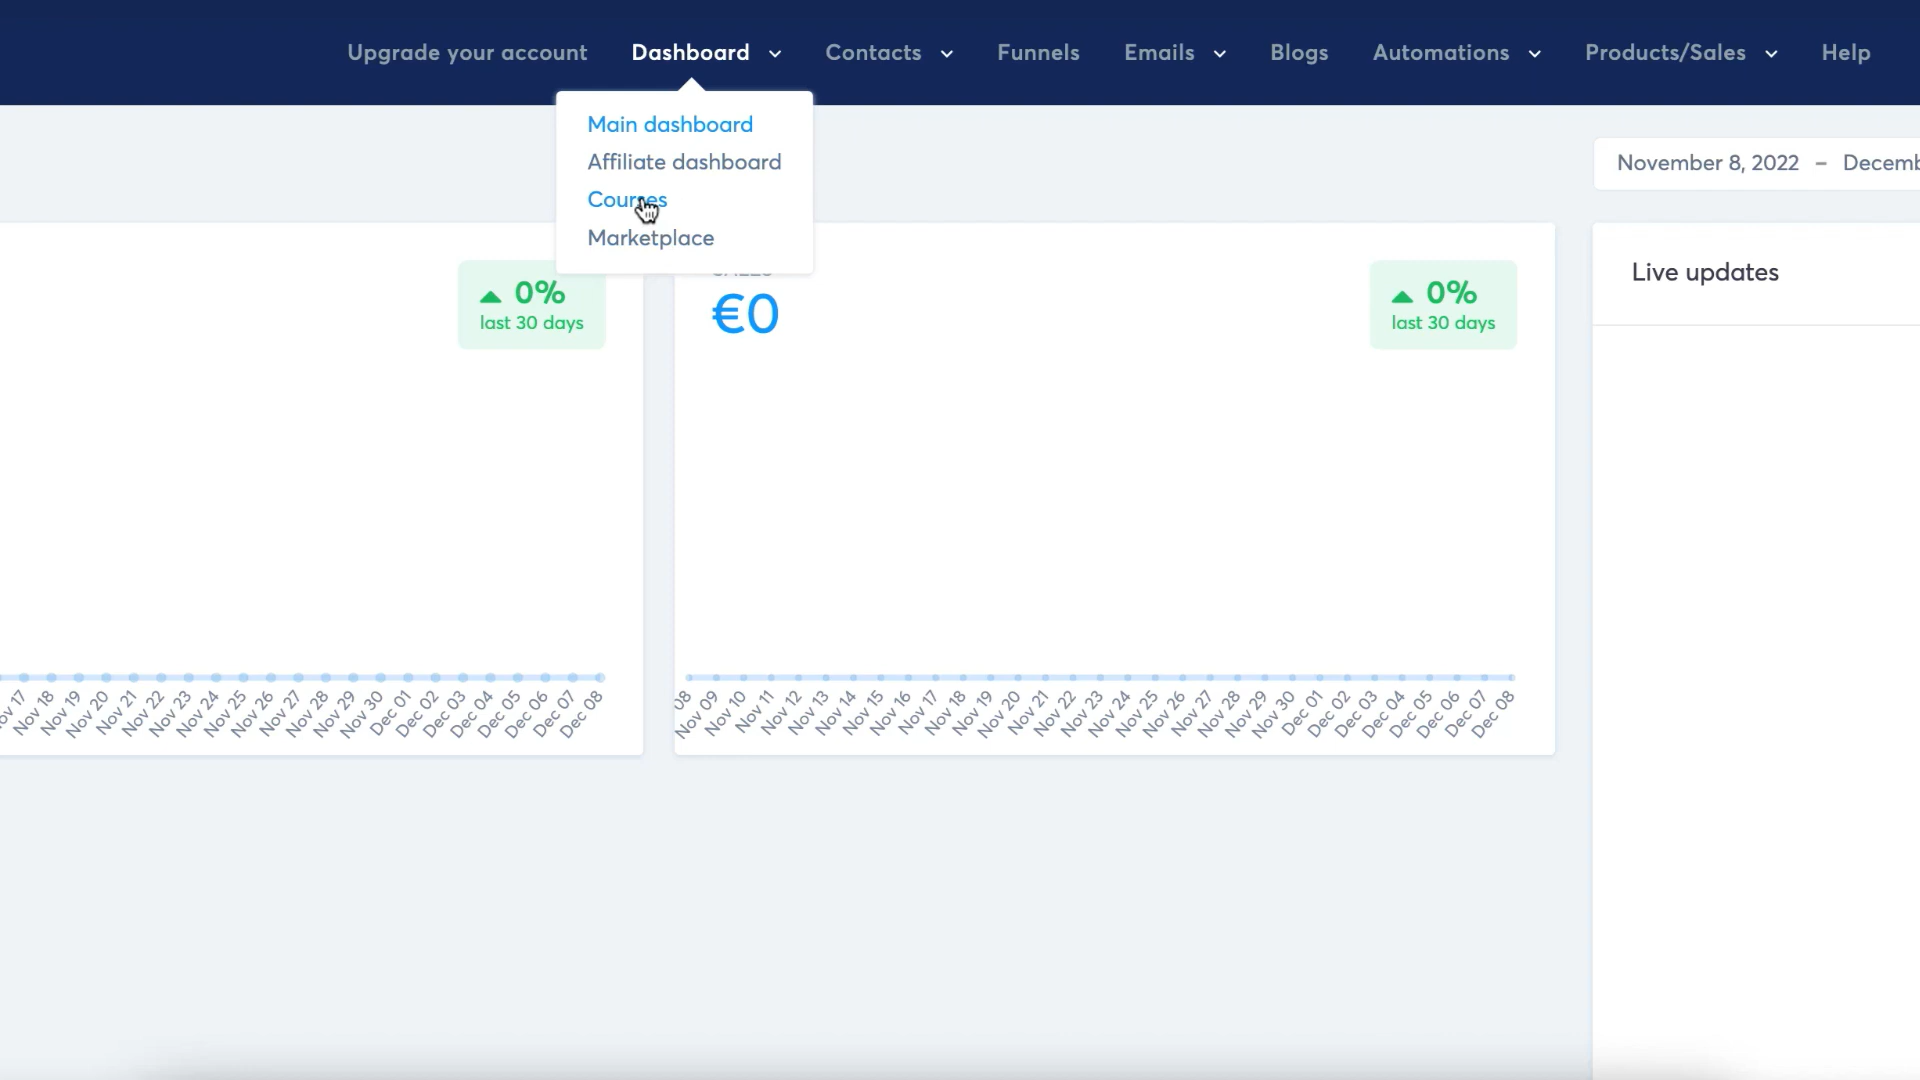 Upgrade your account Dashboard Contacts Funnels Emails Blogs Automations Products/Sales Help
Main dashboard
Affiliate dashboard
Courses
Marketplace
November 8, 2022 –
0%
last 30 days
€0
0%
last 30 days
Live updates
Nov 18 Nov 19 Nov 20 Nov 21 Nov 22 Nov 23 Nov 24 Nov 25 Nov 26 Nov 27 Nov 28 Nov 29 Nov 30 Dec 01 Dec 02 Dec 03 Dec 04 Dec 05 Dec 06 Dec 07 Dec 08
08 Nov 09 Nov 10 Nov 11 Nov 12 Nov 13 Nov 14 Nov 15 Nov 16 Nov 17 Nov 18 Nov 19 Nov 20 Nov 21 Nov 22 Nov 23 Nov 24 Nov 25 Nov 26 Nov 27 Nov 28 Nov 29 Nov 30 Dec 01 Dec 02 Dec 03 Dec 04 Dec 05 Dec 06 Dec 07 Dec 08